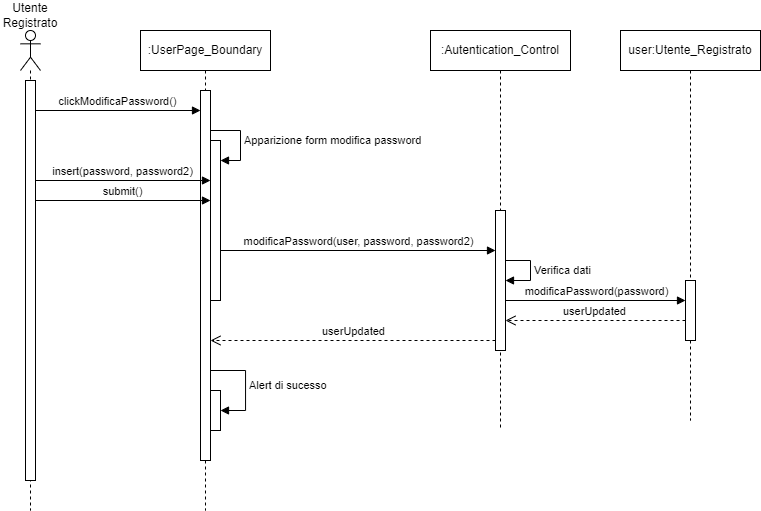 Utente
Registrato
:UserPage_Boundary
:Autentication_Control
user:Utente_Registrato
clickModificaPassword()
Apparizione form modifica password
insert(password, password2)
submit()
modificaPassword(user, password, password2)
Verifica dati
modificaPassword(password)
userUpdated
userUpdated
Alert di sucesso